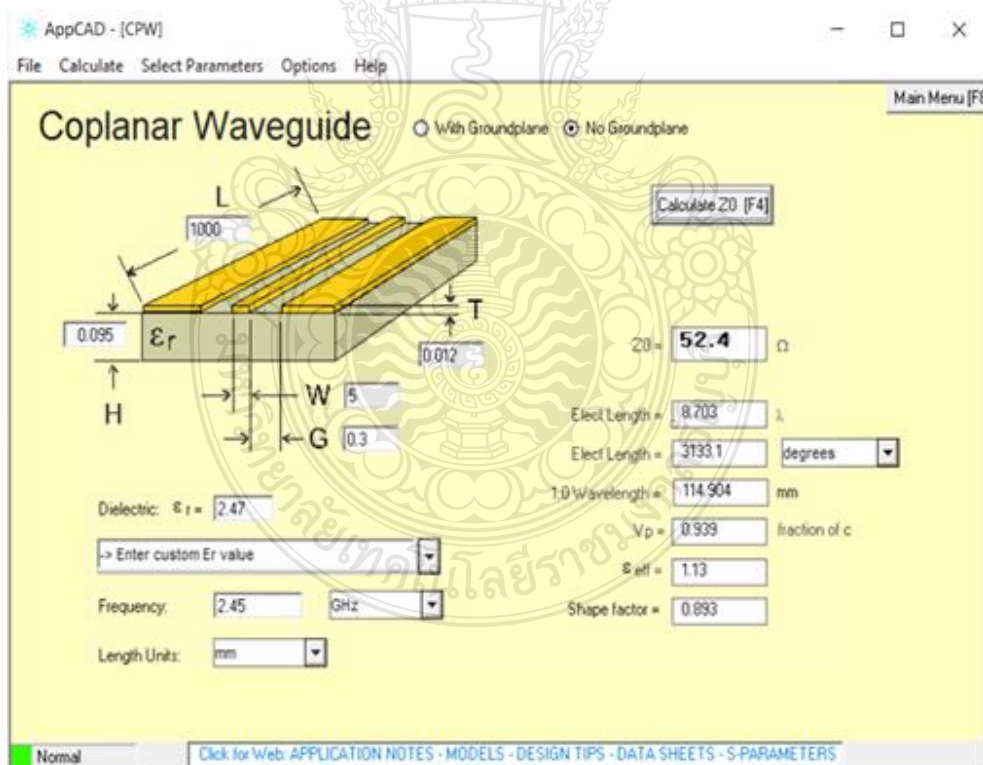 AppCAD - [CPW]
File Calculate Select Parameters Options Help
Main Menu [F8
Coplanar Waveguide
With Groundplane No Groundplane
Calculate Z0 [F4]
L
1000
T
0.095
εr
0.012
H
W 5
G 0.3
Z0 = 52.4 Ω
Elect Length = 8.703 λ
Elect Length = 3133.1 degrees
1.0 Wavelength = 114.904 mm
Vp = 0.939 fraction of c
ε eff = 1.13
Shape factor = 0.893
Dielectric: ε r = 2.47
-> Enter custom Er value
Frequency: 2.45 GHz
Length Units: mm
Normal
Click for Web: APPLICATION NOTES - MODELS - DESIGN TIPS - DATA SHEETS - S-PARAMETERS